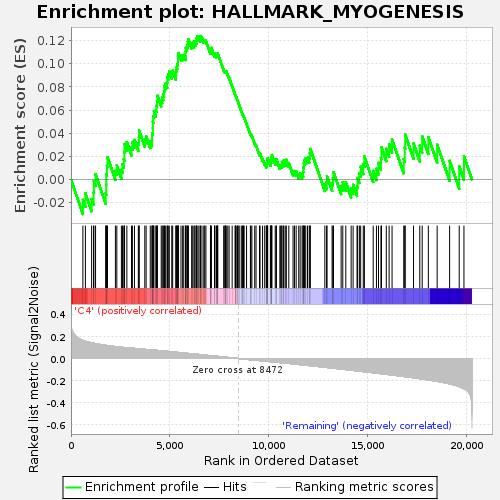 Enrichment plot: HALLMARK_MYOGENESIS
Enrichment score (ES)
0.12
0.10
0.08
0.06
0.04
0.02
0.00
-0.02
'C4' (positively correlated)
Ranked list metric (Signal2Noise)
0.4
0.2
0.0
-0.2
-0.4
-0.6
Zero cross at 8472
'Remaining' (negatively correlated)
0
5,000
10,000
15,000
20,000
Rank in Ordered Dataset
Enrichment profile
Hits
Ranking metric scores